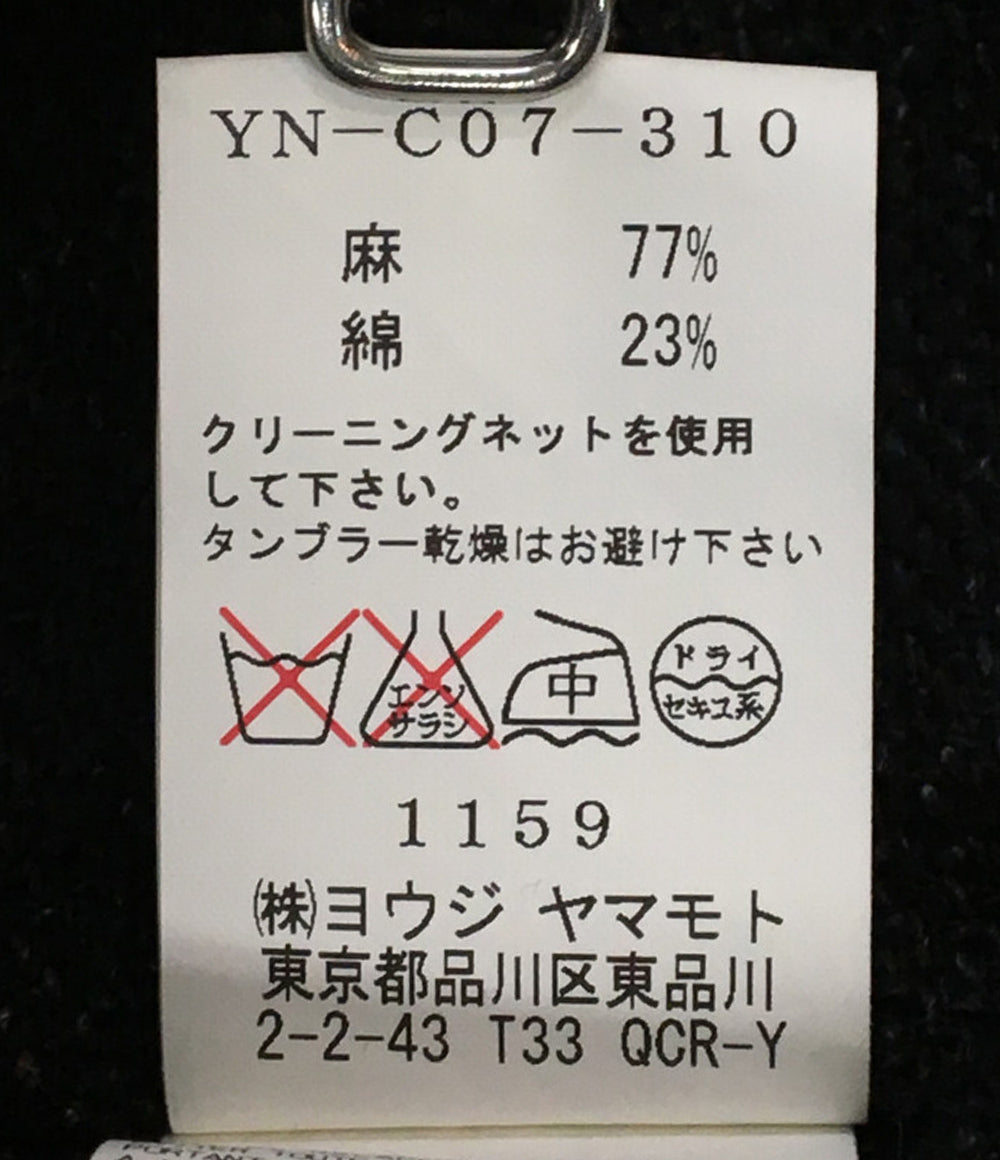 YN-C07-310
麻 77%
綿 23%
クリーニングネットを使用
して下さい。
タンブラー乾燥はお避け下さい
エンソ
サラシ
中
ドライ
セキユ系
1159
㈱ヨウジ ヤマモト
東京都品川区東品川
2-2-43 T33 QCR-Y